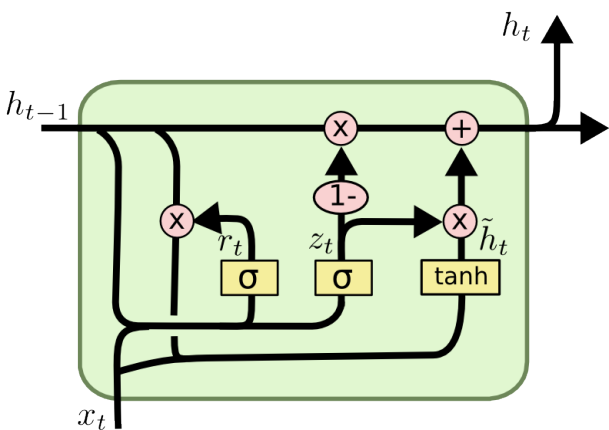 h_t
h_{t-1}
x +
1-
x r_t z_t x h̃_t
σ σ tanh
x_t